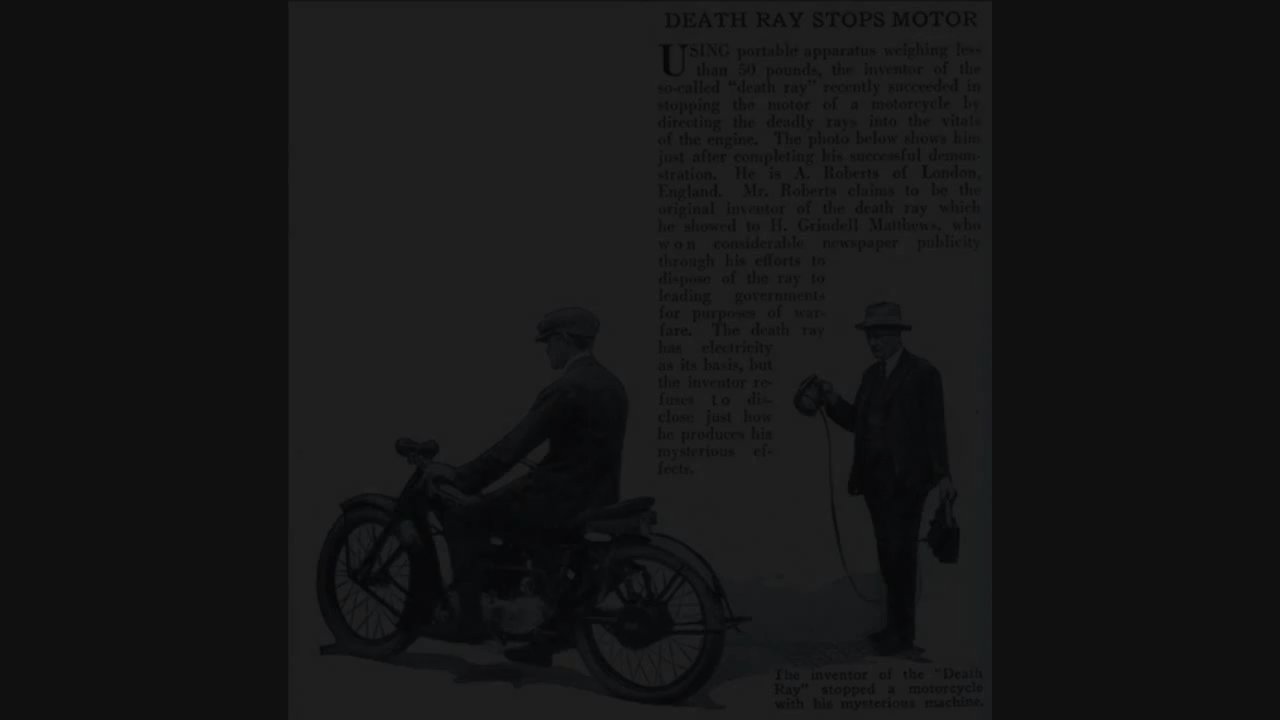 DEATH RAY STOPS MOTOR
USING portable apparatus weighing less
than 50 pounds, the inventor of the
so-called "death ray" recently succeeded in
stopping the motor of a motorcycle by
directing the deadly rays into the vitals
of the engine. The photo below shows him
just after completing his successful demon-
stration. He is A. Roberts of London,
England. Mr. Roberts claims to be the
original inventor of the death ray which
he showed to H. Grindell Matthews, who
won considerable newspaper publicity
through his efforts to
dispose of the ray to
leading governments
for purposes of war-
fare. The death ray
has electricity
as its basis, but
the inventor re-
fuses to dis-
close just how
he produces his
mysterious ef-
fects.
The inventor of the "Death
Ray" stopped a motorcycle
with his mysterious machine.